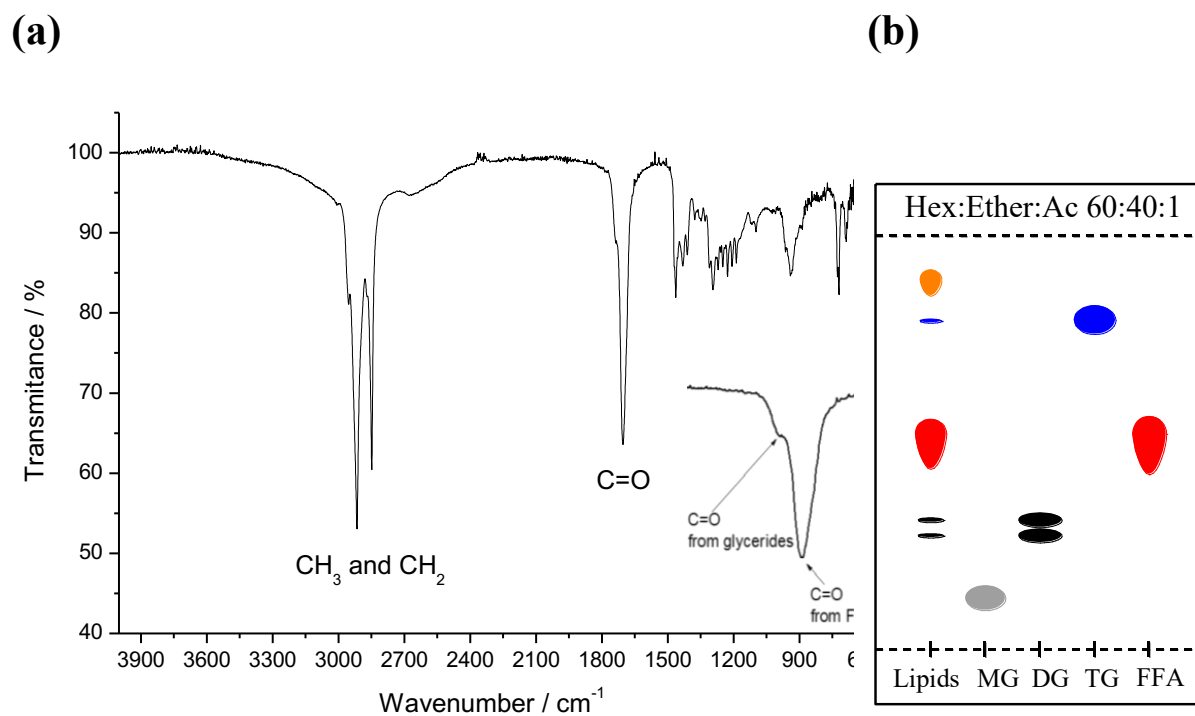 (a)
(b)
100
90
80
70
60
50
40
Transmitance / %
CH3 and CH2
C=O
C=O
from glycerides
C=O
from F
3900 3600 3300 3000 2700 2400 2100 1800 1500 1200 900 6
Wavenumber / cm-1
Hex:Ether:Ac 60:40:1
Lipids MG DG TG FFA